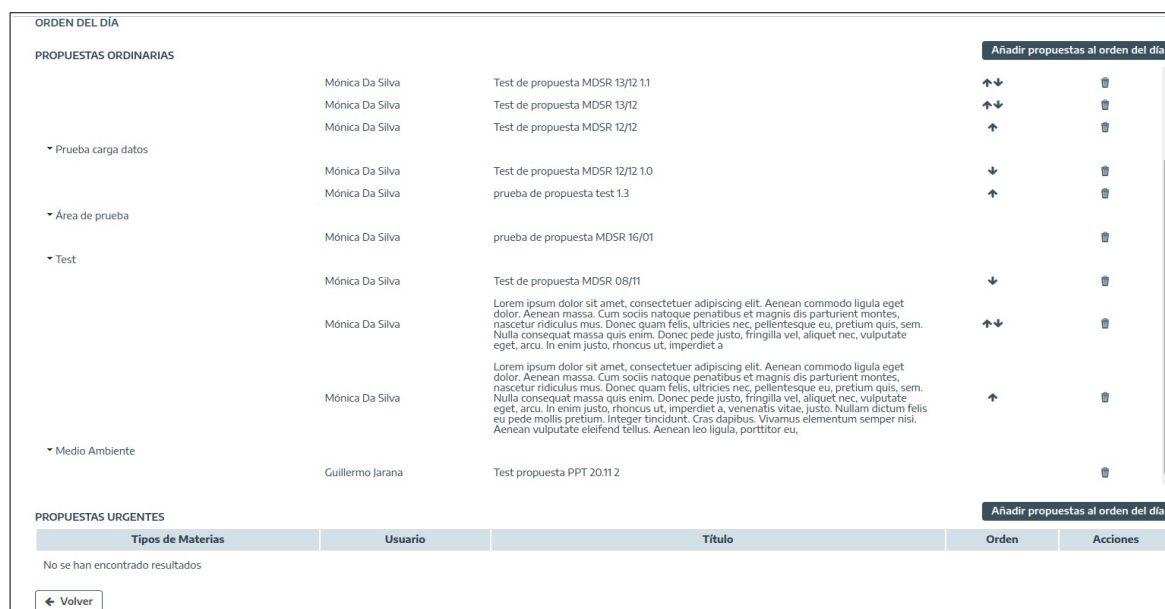 ORDEN DEL DÍA
PROPUESTAS ORDINARIAS
Añadir propuestas al orden del día
Mónica Da Silva Test de propuesta MDSR 13/12 1.1
Mónica Da Silva Test de propuesta MDSR 13/12
Mónica Da Silva Test de propuesta MDSR 12/12
Prueba carga datos
Mónica Da Silva Test de propuesta MDSR 12/12 1.0
Mónica Da Silva prueba de propuesta test 1.3
Área de prueba
Mónica Da Silva prueba de propuesta MDSR 16/01
Test
Mónica Da Silva Test de propuesta MDSR 08/11
Mónica Da Silva
Lorem ipsum dolor sit amet, consectetuer adipiscing elit. Aenean commodo ligula eget
dolor. Aenean massa. Cum sociis natoque penatibus et magnis dis parturient montes,
nascetur ridiculus mus. Donec quam felis, ultricies nec, pellentesque eu, pretium quis, sem.
Nulla consequat massa quis enim. Donec pede justo, fringilla vel, aliquet nec, vulputate
eget, arcu. In enim justo, rhoncus ut, imperdiet a
Mónica Da Silva
Lorem ipsum dolor sit amet, consectetuer adipiscing elit. Aenean commodo ligula eget
dolor. Aenean massa. Cum sociis natoque penatibus et magnis dis parturient montes,
nascetur ridiculus mus. Donec quam felis, ultricies nec, pellentesque eu, pretium quis, sem.
Nulla consequat massa quis enim. Donec pede justo, fringilla vel, aliquet nec, vulputate
eget, arcu. In enim justo, rhoncus ut, imperdiet a, venenatis vitae, justo. Nullam dictum felis
eu pede mollis pretium. Integer tincidunt. Cras dapibus. Vivamus elementum semper nisi.
Aenean vulputate eleifend tellus. Aenean leo ligula, porttitor eu,
Medio Ambiente
Guillermo Jarana Test propuesta PPT 20.11 2
PROPUESTAS URGENTES
Añadir propuestas al orden del día
Tipos de Materias Usuario Título Orden Acciones
No se han encontrado resultados
Volver